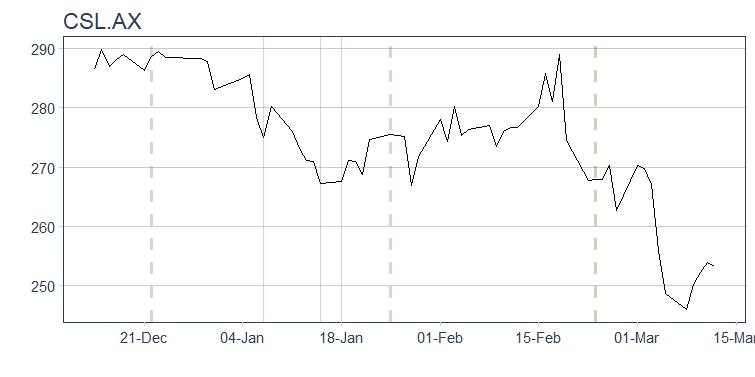 CSL.AX
290
280
270
260
250
21-Dec
04-Jan
18-Jan
01-Feb
15-Feb
01-Mar
15-Mar